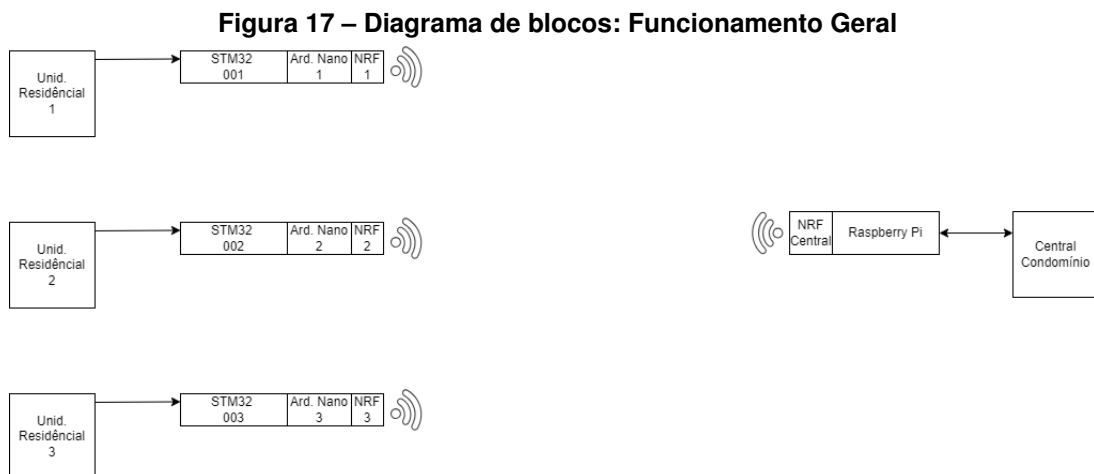 Figura 17 – Diagrama de blocos: Funcionamento Geral
Unid.
Residêncial
1
STM32
001
Ard. Nano
1
NRF
1
Unid.
Residêncial
2
STM32
002
Ard. Nano
2
NRF
2
NRF
Central
Raspberry Pi
Central
Condomínio
Unid.
Residêncial
3
STM32
003
Ard. Nano
3
NRF
3